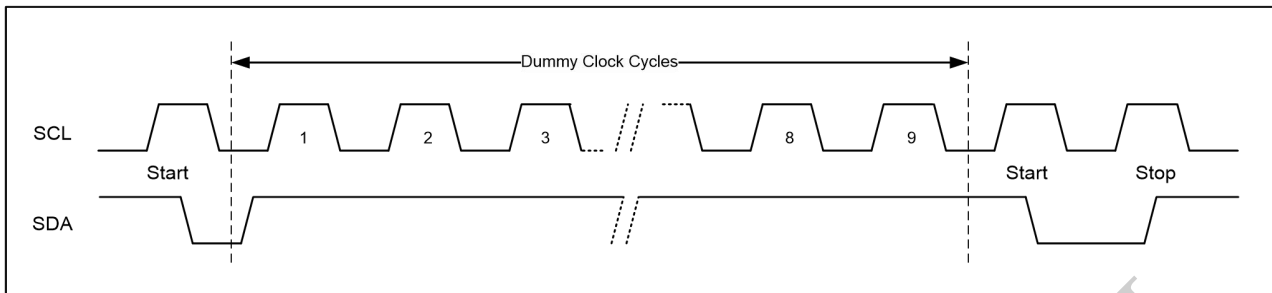 Dummy Clock Cycles
SCL
1 2 3 8 9
Start Start Stop
SDA